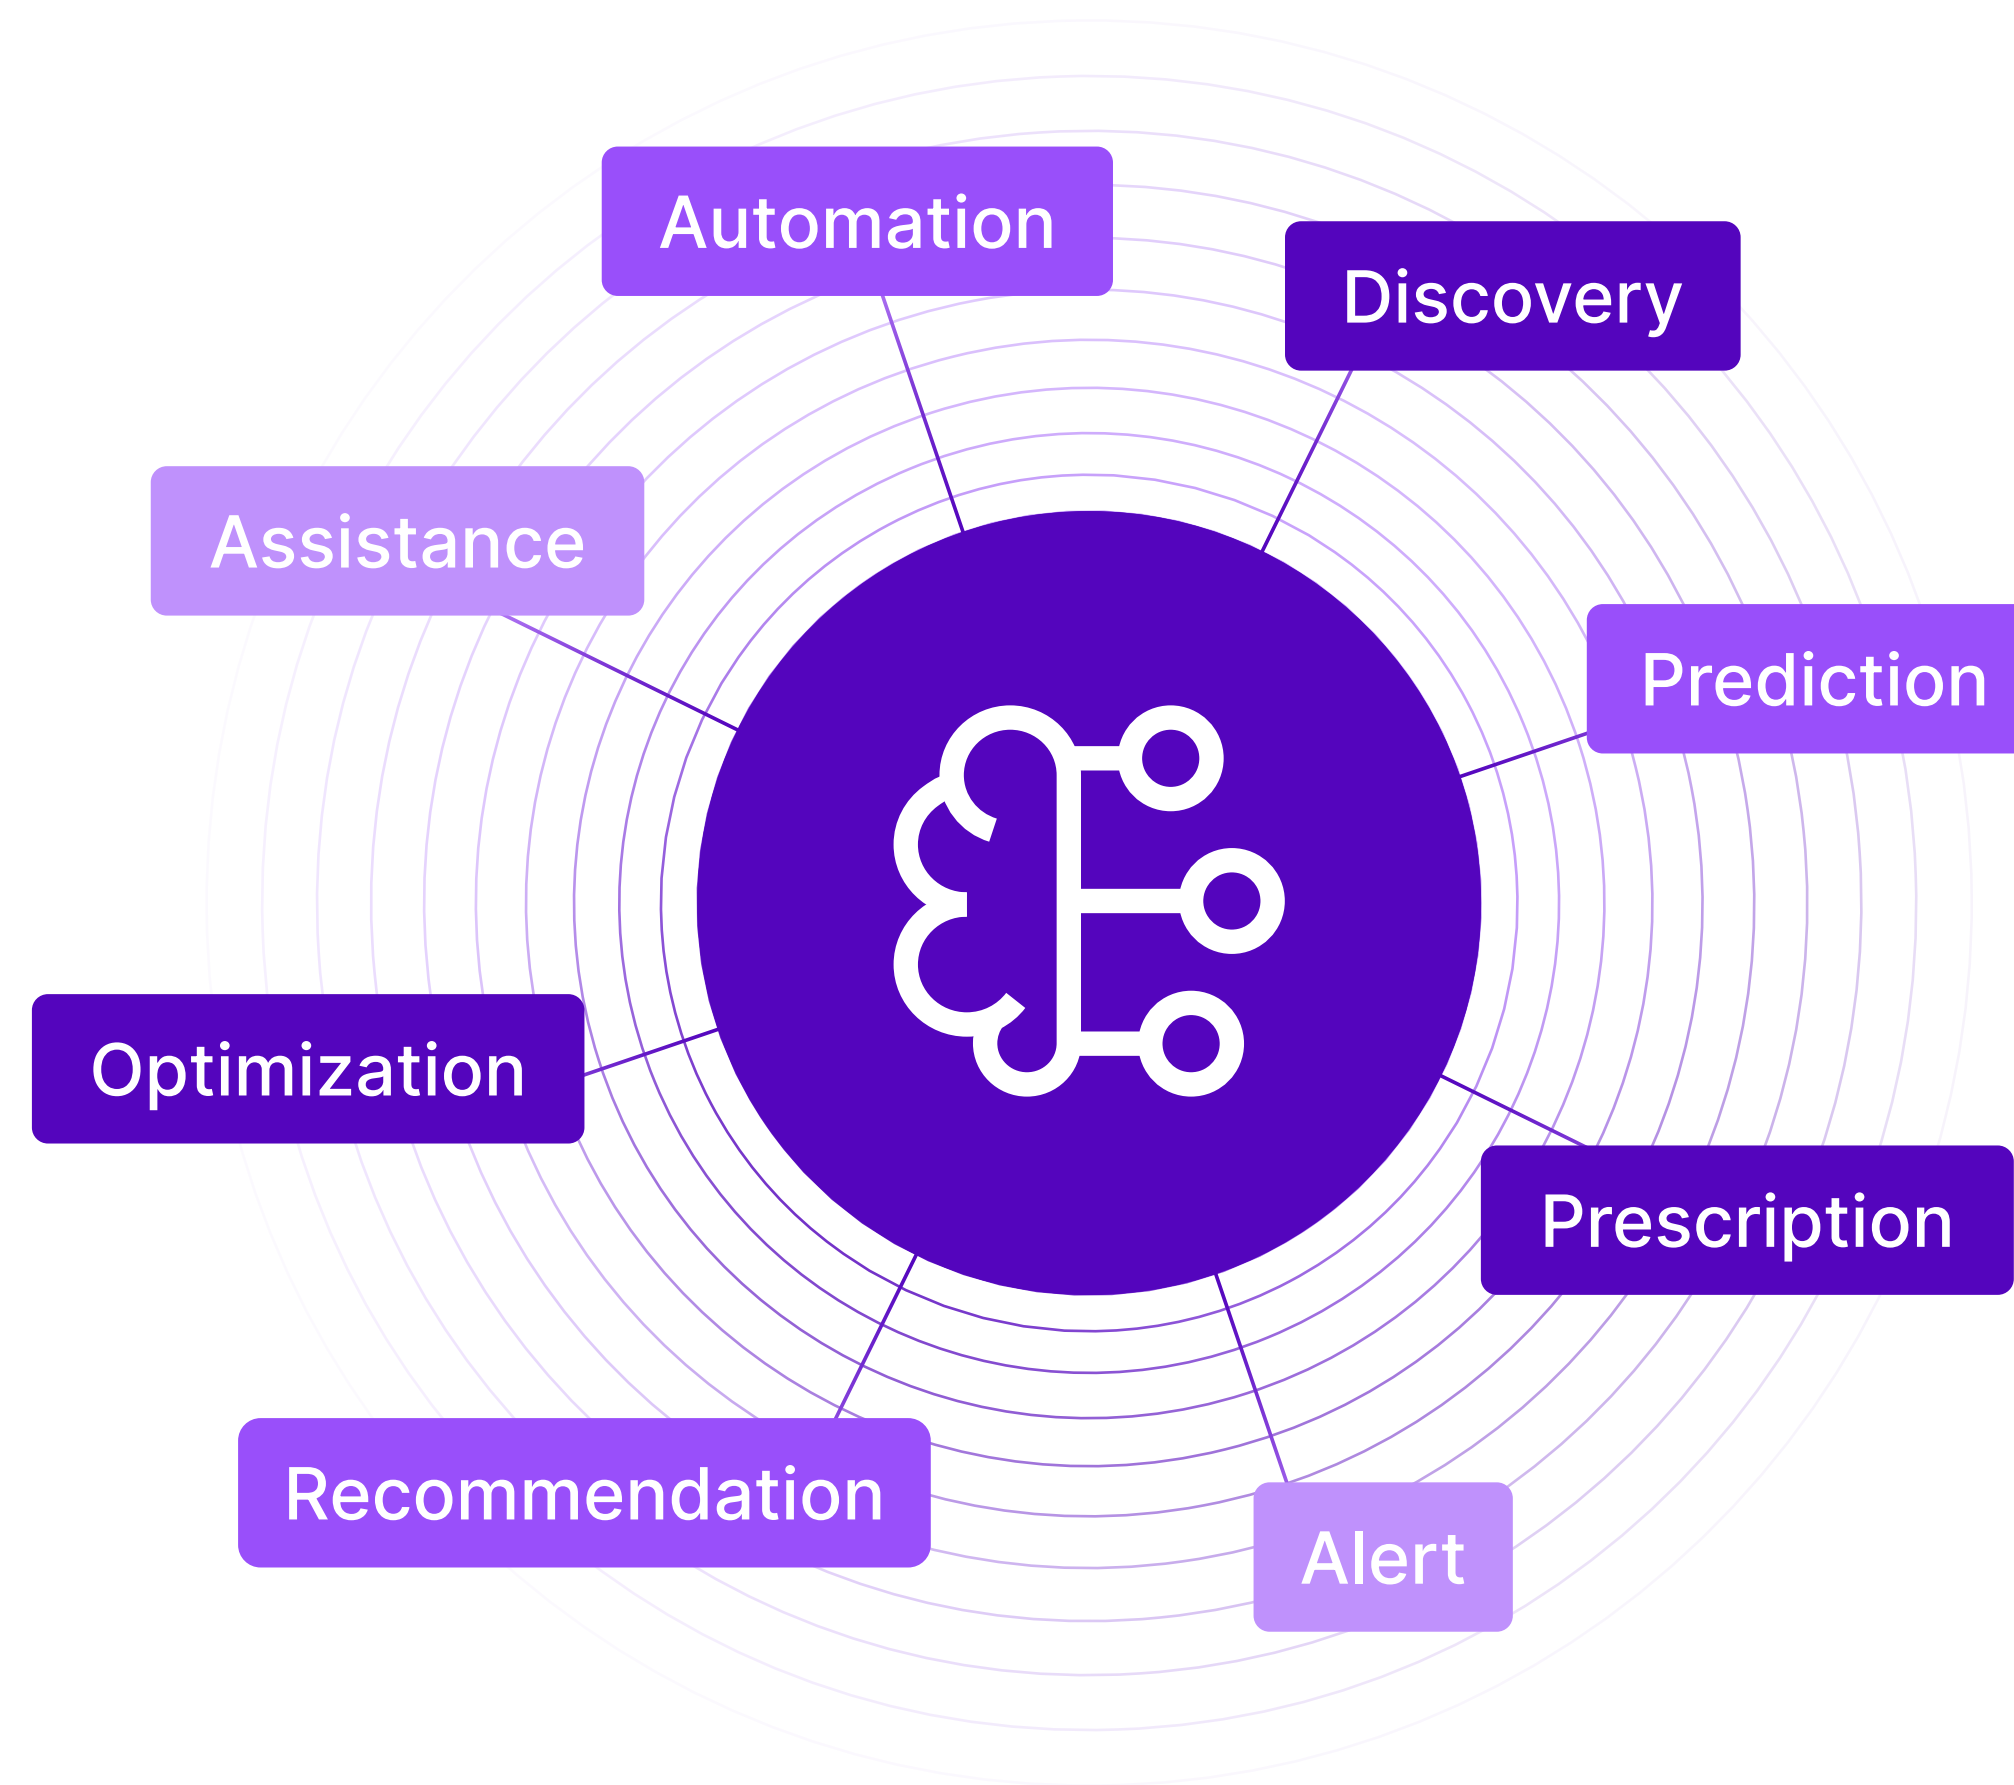 Automation
Discovery
Assistance
Prediction
Optimization
Prescription
Recommendation
Alert